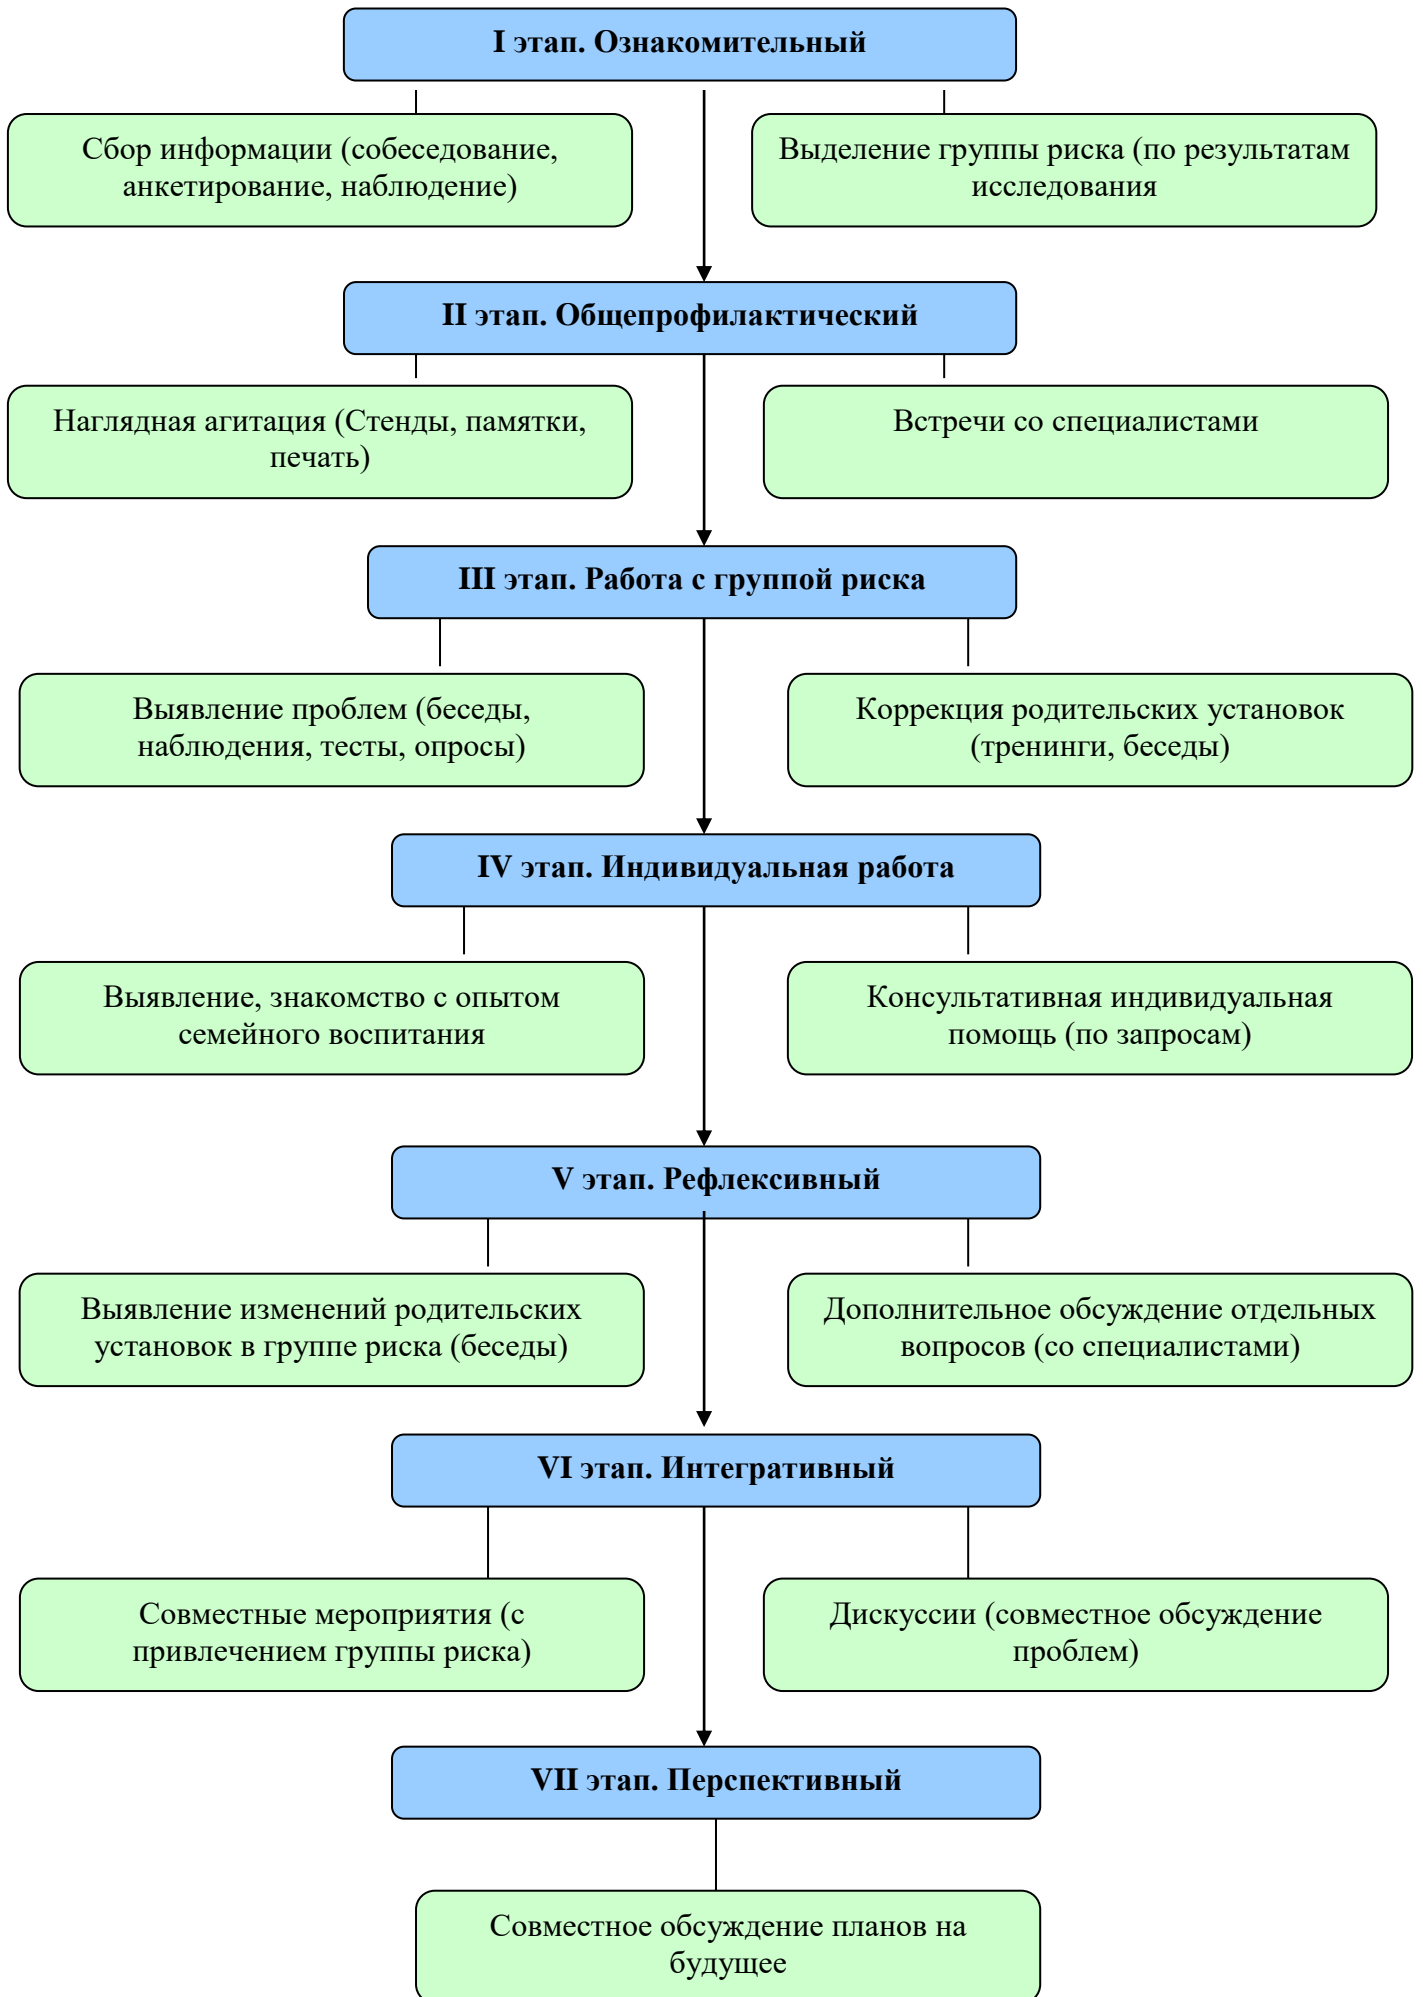 I этап. Ознакомительный
Сбор информации (собеседование,
анкетирование, наблюдение)
Выделение группы риска (по результатам
исследования
II этап. Общепрофилактический
Наглядная агитация (Стенды, памятки,
печать)
Встречи со специалистами
III этап. Работа с группой риска
Выявление проблем (беседы,
наблюдения, тесты, опросы)
Коррекция родительских установок
(тренинги, беседы)
IV этап. Индивидуальная работа
Выявление, знакомство с опытом
семейного воспитания
Консультативная индивидуальная
помощь (по запросам)
V этап. Рефлексивный
Выявление изменений родительских
установок в группе риска (беседы)
Дополнительное обсуждение отдельных
вопросов (со специалистами)
VI этап. Интегративный
Совместные мероприятия (с
привлечением группы риска)
Дискуссии (совместное обсуждение
проблем)
VII этап. Перспективный
Совместное обсуждение планов на
будущее